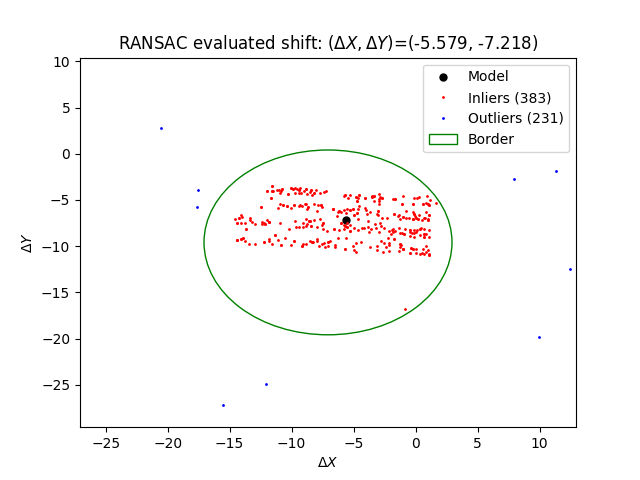 RANSAC evaluated shift: (ΔX, ΔY)=(-5.579, -7.218)
Model
Inliers (383)
Outliers (231)
Border
10
5
0
−5
−10
−15
−20
−25
ΔY
−25 −20 −15 −10 −5 0 5 10
ΔX